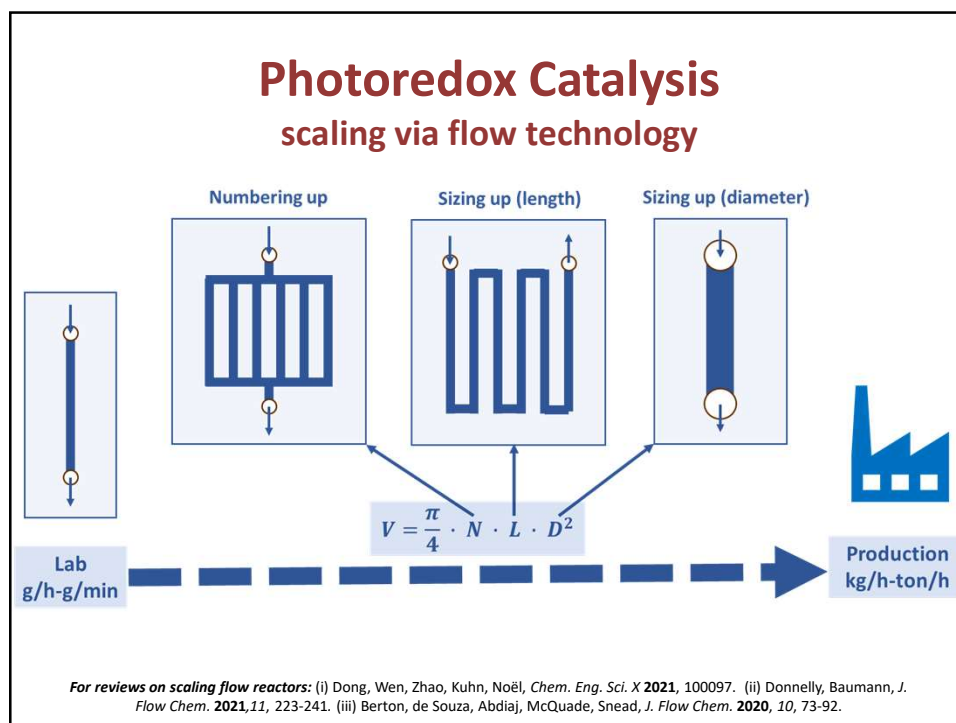 Photoredox Catalysis
scaling via flow technology
Numbering up
Sizing up (length)
Sizing up (diameter)
V = π/4 · N · L · D²
Lab
g/h-g/min
Production
kg/h-ton/h
For reviews on scaling flow reactors: (i) Dong, Wen, Zhao, Kuhn, Noël, Chem. Eng. Sci. X 2021, 100097. (ii) Donnelly, Baumann, J.
Flow Chem. 2021,11, 223-241. (iii) Berton, de Souza, Abdiaj, McQuade, Snead, J. Flow Chem. 2020, 10, 73-92.